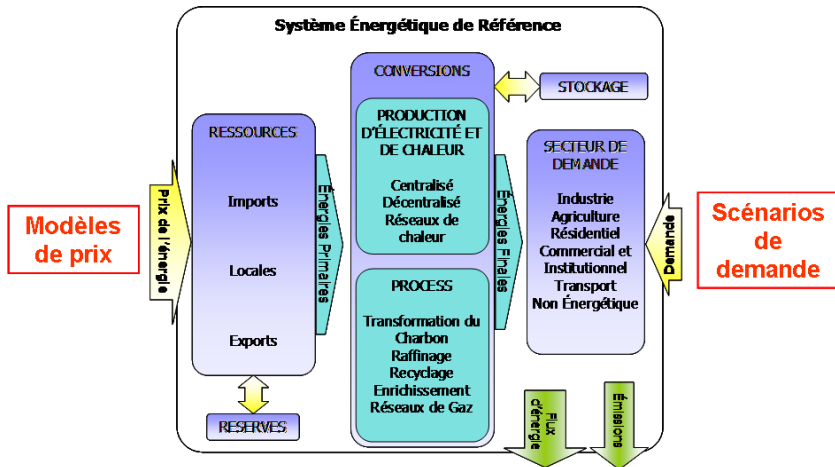 Système Énergétique de Référence
Modèles
de prix
Prix de l'énergie
RESSOURCES
Imports
Locales
Exports
RESERVES
Énergies Primaires
CONVERSIONS
PRODUCTION
D'ÉLECTRICITÉ ET
DE CHALEUR
Centralisé
Décentralisé
Réseaux de
chaleur
PROCESS
Transformation du
Charbon
Raffinage
Recyclage
Enrichissement
Réseaux de Gaz
STOCKAGE
Énergies Finales
SECTEUR DE
DEMANDE
Industrie
Agriculture
Résidentiel
Commercial et
Institutionnel
Transport
Non Énergétique
Demande
Scénarios
de
demande
Flux
d'énergie
Émissions